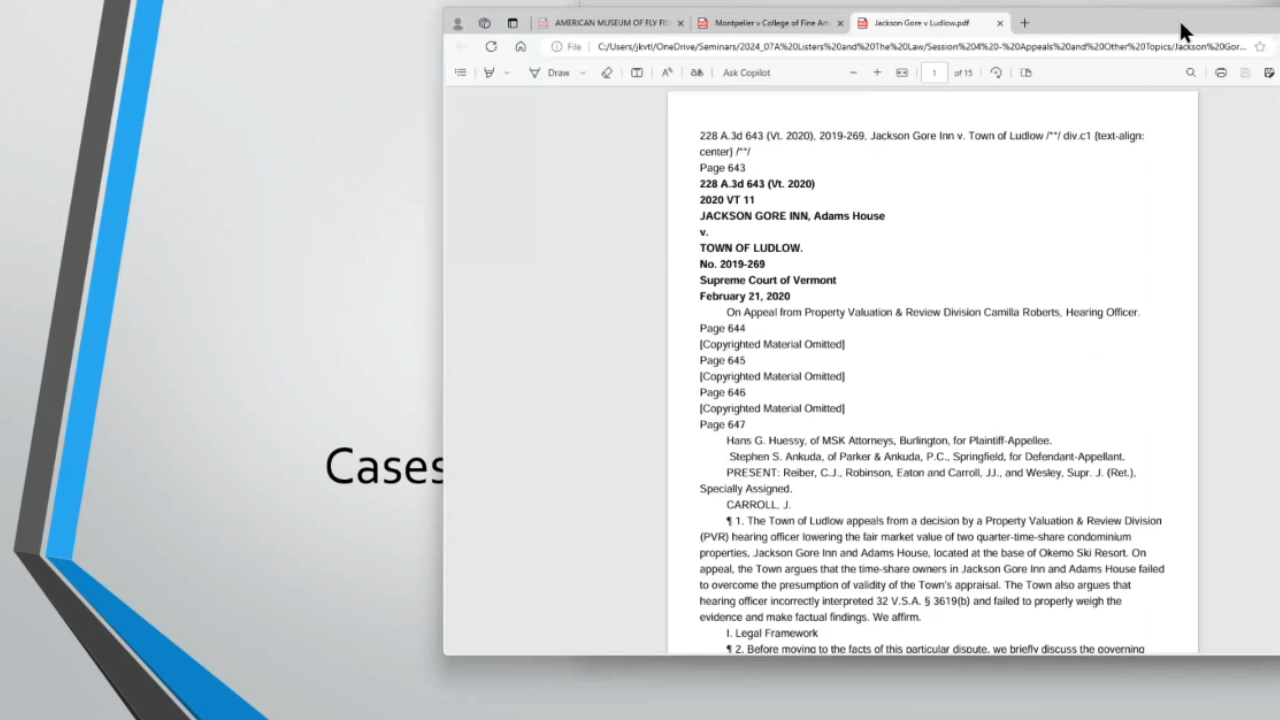 AMERICAN MUSEUM OF FLY FIS
Montpelier v College of Fine Art
Jackson Gore v Ludlow.pdf
File
C:/Users/jkvtl/OneDrive/Seminars/2024_07A%20Listers%20and%20The%20Law/Session%204%20-%20Appeals%20and%20Other%20Topics/Jackson%20Gor...
Draw
Ask Copilot
1 of 15
228 A.3d 643 (Vt. 2020), 2019-269, Jackson Gore Inn v. Town of Ludlow /**/ div.c1 {text-align:
center} /**/
Page 643
228 A.3d 643 (Vt. 2020)
2020 VT 11
JACKSON GORE INN, Adams House
v.
TOWN OF LUDLOW.
No. 2019-269
Supreme Court of Vermont
February 21, 2020
On Appeal from Property Valuation & Review Division Camilla Roberts, Hearing Officer.
Page 644
[Copyrighted Material Omitted]
Page 645
[Copyrighted Material Omitted]
Page 646
[Copyrighted Material Omitted]
Page 647
Hans G. Huessy, of MSK Attorneys, Burlington, for Plaintiff-Appellee.
Stephen S. Ankuda, of Parker & Ankuda, P.C., Springfield, for Defendant-Appellant.
PRESENT: Reiber, C.J., Robinson, Eaton and Carroll, JJ., and Wesley, Supr. J. (Ret.),
Specially Assigned.
CARROLL, J.
¶ 1. The Town of Ludlow appeals from a decision by a Property Valuation & Review Division
(PVR) hearing officer lowering the fair market value of two quarter-time-share condominium
properties, Jackson Gore Inn and Adams House, located at the base of Okemo Ski Resort. On
appeal, the Town argues that the time-share owners in Jackson Gore Inn and Adams House failed
to overcome the presumption of validity of the Town's appraisal. The Town also argues that
hearing officer incorrectly interpreted 32 V.S.A. § 3619(b) and failed to properly weigh the
evidence and make factual findings. We affirm.
I. Legal Framework
¶ 2. Before moving to the facts of this particular dispute, we briefly discuss the governing
Cases